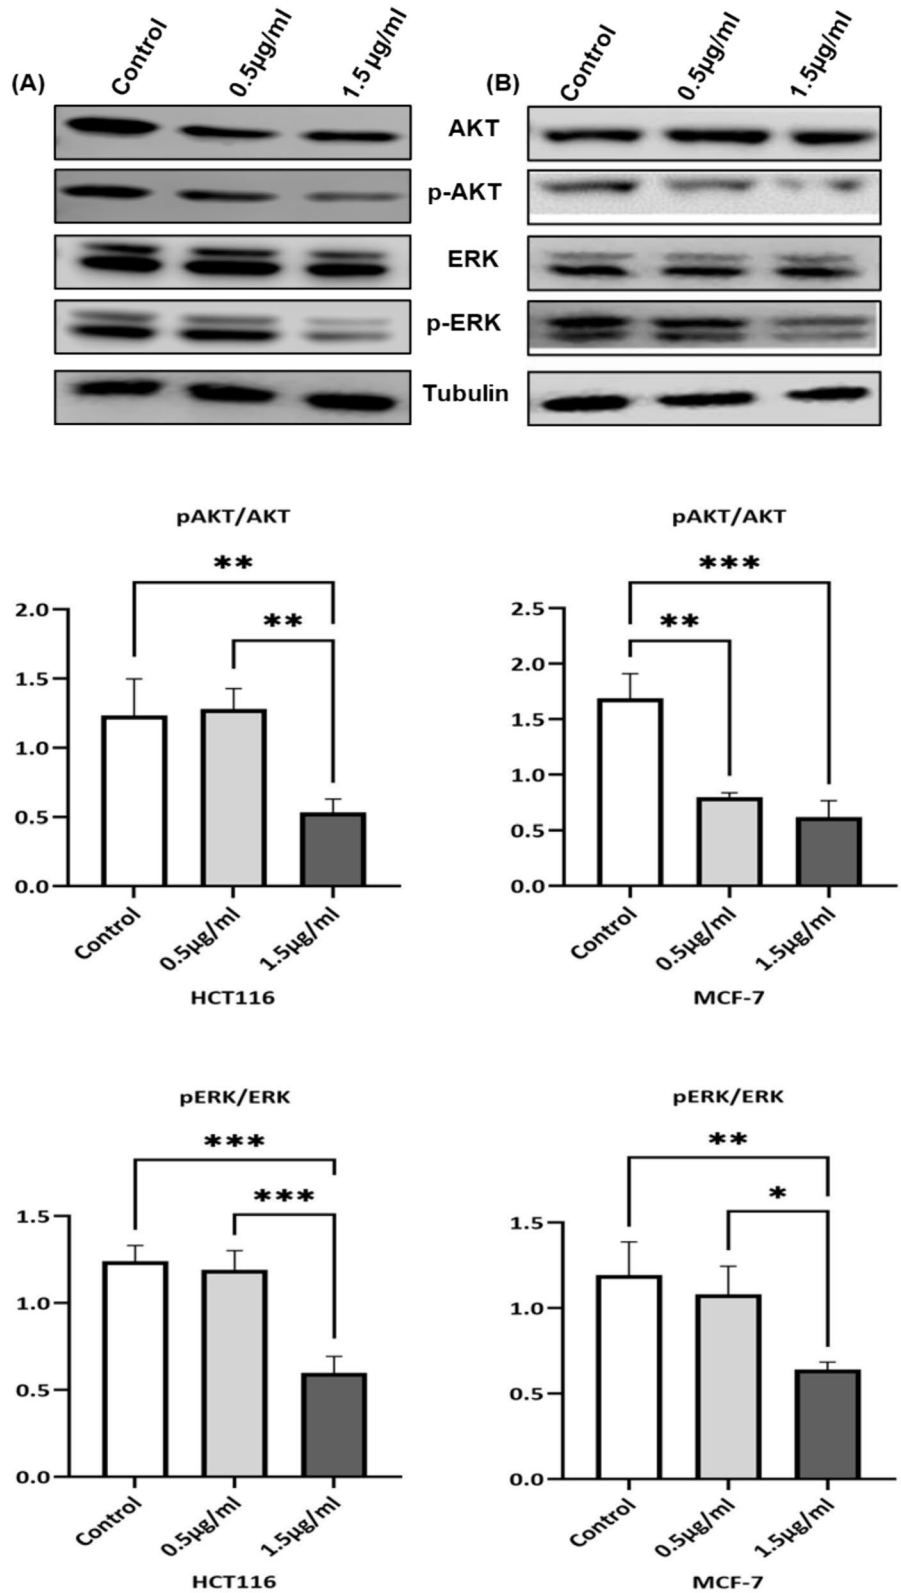 (A) Control 0.5µg/ml 1.5 µg/ml
(B) Control 0.5µg/ml 1.5µg/ml
AKT
p-AKT
ERK
p-ERK
Tubulin
pAKT/AKT
**
**
2.0
1.5
1.0
0.5
0.0
Control 0.5µg/ml 1.5µg/ml
HCT116
pAKT/AKT
***
**
2.5
2.0
1.5
1.0
0.5
0.0
Control 0.5µg/ml 1.5µg/ml
MCF-7
pERK/ERK
***
***
1.5
1.0
0.5
0.0
Control 0.5µg/ml 1.5µg/ml
HCT116
pERK/ERK
**
*
1.5
1.0
0.5
0.0
Control 0.5µg/ml 1.5µg/ml
MCF-7